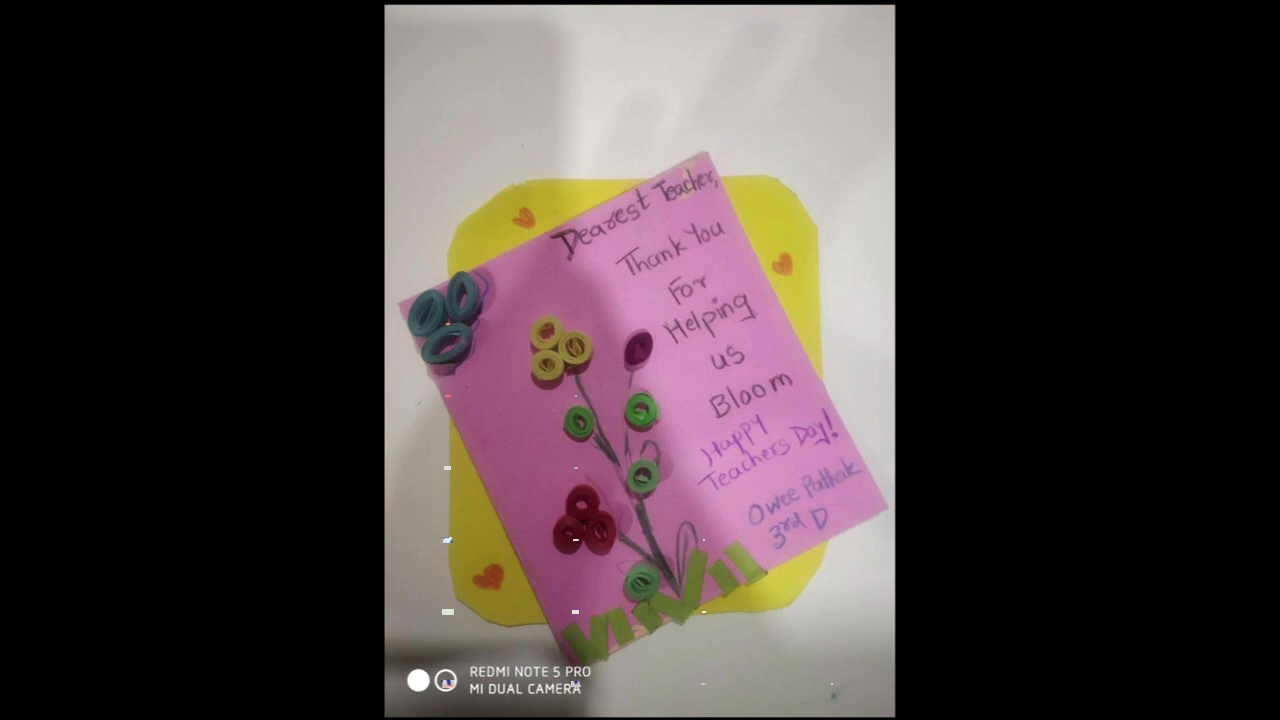 Dearest Teacher,
Thank You
For
Helping
us
Bloom
Happy
Teachers Day!
Owee Pathak
3rd D
REDMI NOTE 5 PRO
MI DUAL CAMERA